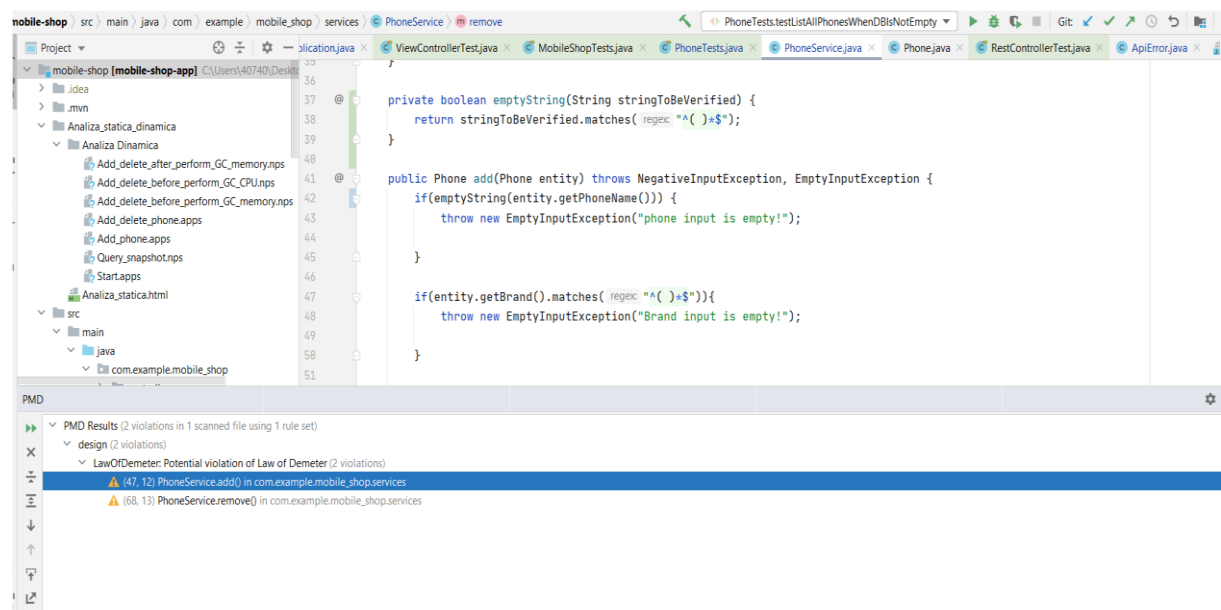 mobile-shop src main java com example mobile_shop services PhoneService remove PhoneTests.testListAllPhonesWhenDBIsNotEmpty Git:
Project plication.java ViewControllerTest.java MobileShopTests.java PhoneTests.java PhoneService.java Phone.java RestControllerTest.java ApiError.java
mobile-shop [mobile-shop-app] C:\Users\40740\Deskto
.idea
.mvn
Analiza_statica_dinamica
Analiza Dinamica
Add_delete_after_perform_GC_memory.nps
Add_delete_before_perform_GC_CPU.nps
Add_delete_before_perform_GC_memory.nps
Add_delete_phone.apps
Add_phone.apps
Query_snapshot.nps
Start.apps
Analiza_statica.html
src
main
java
com.example.mobile_shop
35 }
36
37 @ private boolean emptyString(String stringToBeVerified) {
38 return stringToBeVerified.matches( regex: "^( )*$");
39 }
40
41 @ public Phone add(Phone entity) throws NegativeInputException, EmptyInputException {
42 if(emptyString(entity.getPhoneName())) {
43 throw new EmptyInputException("phone input is empty!");
44
45 }
46
47 if(entity.getBrand().matches( regex: "^( )*$")){
48 throw new EmptyInputException("Brand input is empty!");
49
50 }
51
PMD
PMD Results (2 violations in 1 scanned file using 1 rule set)
design (2 violations)
LawOfDemeter: Potential violation of Law of Demeter (2 violations)
(47, 12) PhoneService.add() in com.example.mobile_shop.services
(68, 13) PhoneService.remove() in com.example.mobile_shop.services